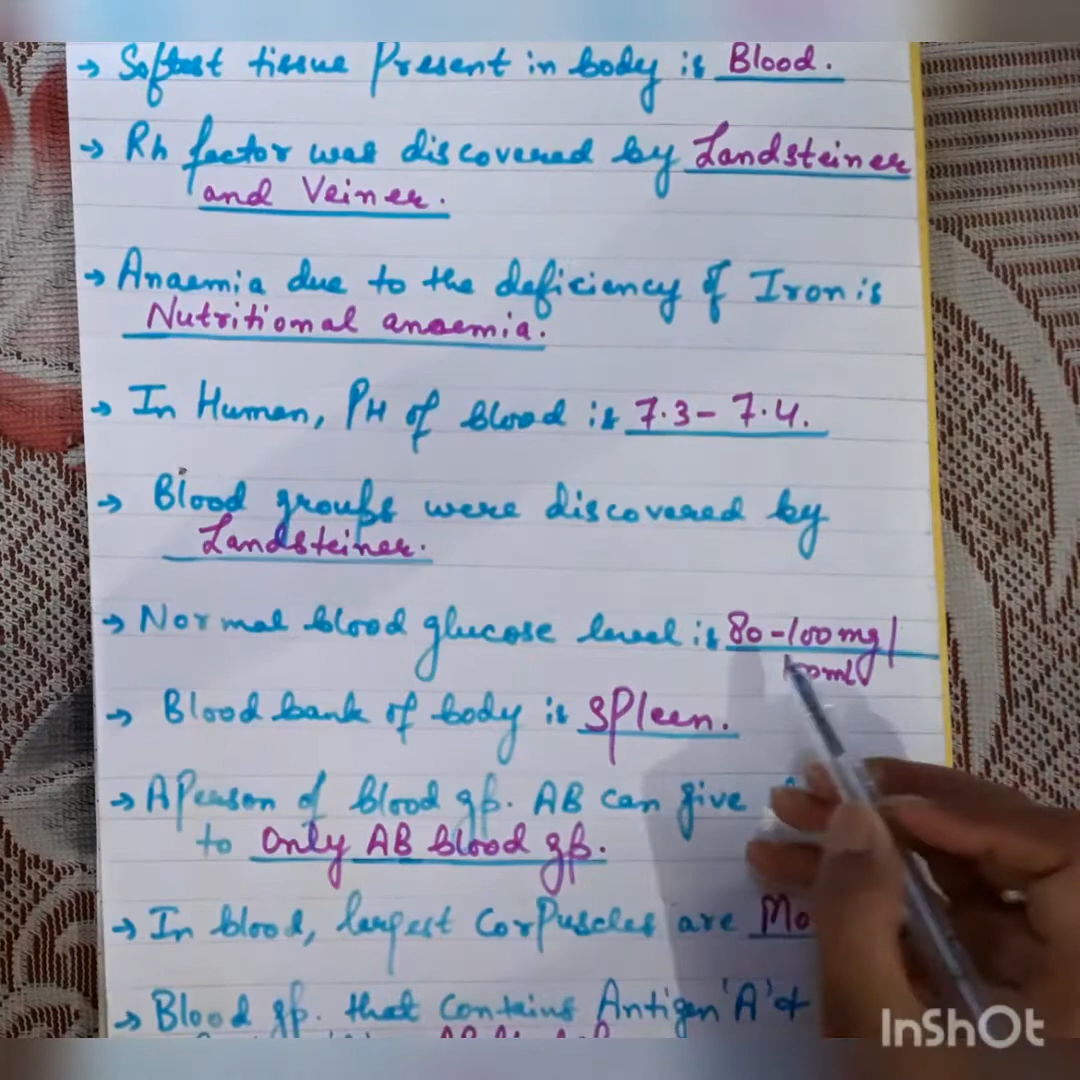 → Softest tissue Present in body is Blood.
→ Rh factor was discovered by Landsteiner
and Veiner.
→ Anaemia due to the deficiency of Iron is
Nutritional anaemia.
→ In Human, PH of blood is 7.3 - 7.4.
→ Blood groups were discovered by
Landsteiner.
→ Normal blood glucose level is 80-100mg/
→ Blood bank of body is Spleen.
→ A Person of blood gp. AB can give
to Only AB blood gp.
→ In blood, largest Corpuscles are Mo
→ Blood gp. that Contains Antigen 'A' &
InShOt